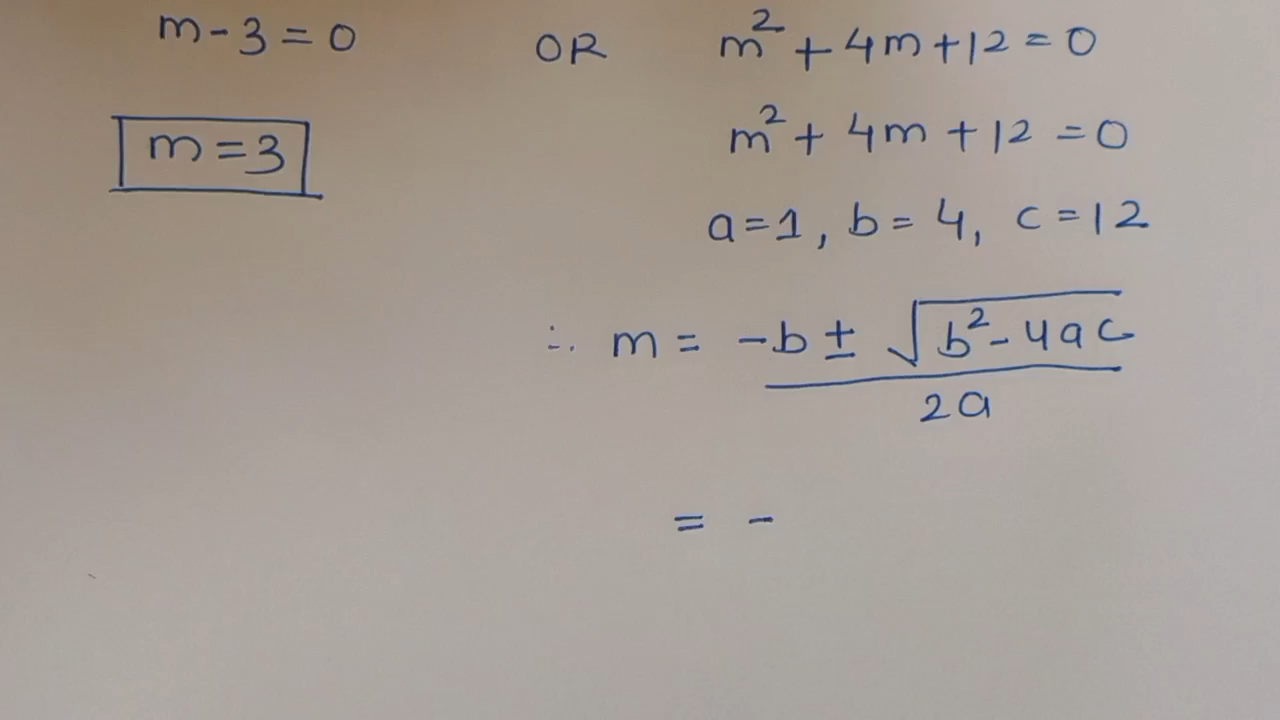 m - 3 = 0 OR m² + 4m + 12 = 0
m = 3 m² + 4m + 12 = 0
a = 1, b = 4, c = 12
∴ m = -b ± √(b² - 4ac) / 2a
= -